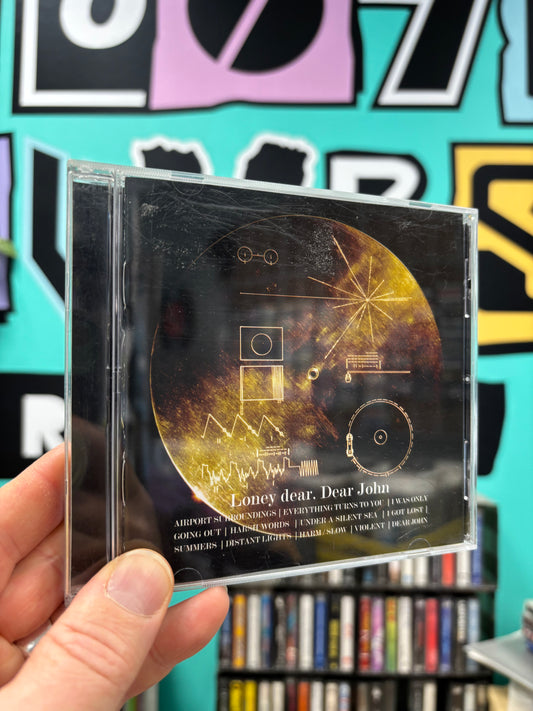 Loney dear. Dear John
AIRPORT SURROUNDINGS | EVERYTHING TURNS TO YOU | I WAS ONLY
GOING OUT | HARSH WORDS | UNDER A SILENT SEA | I GOT LOST |
SUMMERS | DISTANT LIGHTS | HARM / SLOW | VIOLENT | DEAR JOHN